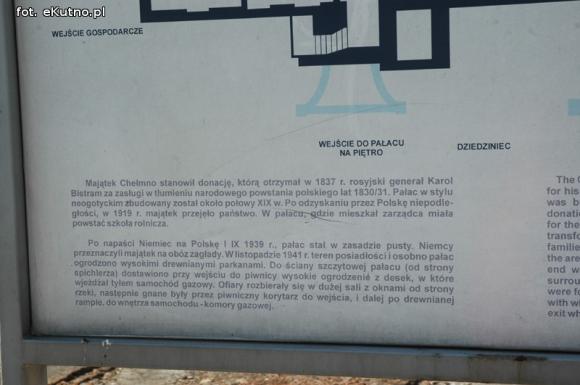 fot. eKutno.pl
WEJŚCIE GOSPODARCZE
WEJŚCIE DO PAŁACU
NA PIĘTRO
DZIEDZINIEC
Majątek Chełmno stanowił donację, którą otrzymał w 1837 r. rosyjski generał Karol
Bistram za zasługi w tłumieniu narodowego powstania polskiego lat 1830/31. Pałac w stylu
neogotyckim zbudowany został około połowy XIX w. Po odzyskaniu przez Polskę niepodle-
głości, w 1919 r. majątek przejęło państwo. W pałacu, gdzie mieszkał zarządca miała
powstać szkoła rolnicza.
Po napaści Niemiec na Polskę I IX 1939 r., pałac stał w zasadzie pusty. Niemcy
przeznaczyli majątek na obóz zagłady. W listopadzie 1941 r. teren posiadłości i osobno pałac
ogrodzono wysokimi drewnianymi parkanami. Do ściany szczytowej pałacu (od strony
spichlerza) dostawiono przy wejściu do piwnicy wysokie ogrodzenie z desek, w które
wjeżdżał tyłem samochód gazowy. Ofiary rozbierały się w dużej sali z oknami od strony
rzeki, następnie gnane były przez piwniczny korytarz do wejścia, i dalej po drewnianej
rampie, do wnętrza samochodu - komory gazowej.
The
for his
was b
donati
for the
transfo
familie
the are
end w
surrou
were fo
with w
exit wh